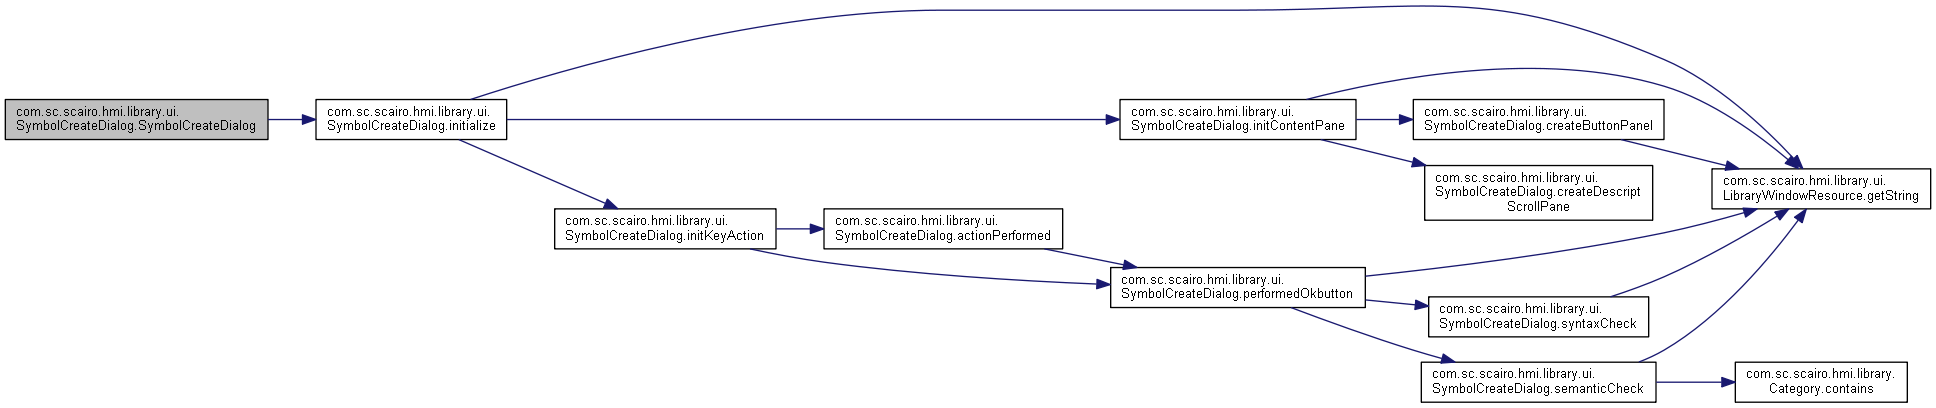 com.sc.scairo.hmi.library.ui.
SymbolCreateDialog.SymbolCreateDialog
com.sc.scairo.hmi.library.ui.
SymbolCreateDialog.initialize
com.sc.scairo.hmi.library.ui.
SymbolCreateDialog.initContentPane
com.sc.scairo.hmi.library.ui.
SymbolCreateDialog.createButtonPanel
com.sc.scairo.hmi.library.ui.
SymbolCreateDialog.createDescript
ScrollPane
com.sc.scairo.hmi.library.ui.
LibraryWindowResource.getString
com.sc.scairo.hmi.library.ui.
SymbolCreateDialog.initKeyAction
com.sc.scairo.hmi.library.ui.
SymbolCreateDialog.actionPerformed
com.sc.scairo.hmi.library.ui.
SymbolCreateDialog.performedOkbutton
com.sc.scairo.hmi.library.ui.
SymbolCreateDialog.syntaxCheck
com.sc.scairo.hmi.library.ui.
SymbolCreateDialog.semanticCheck
com.sc.scairo.hmi.library.
Category.contains